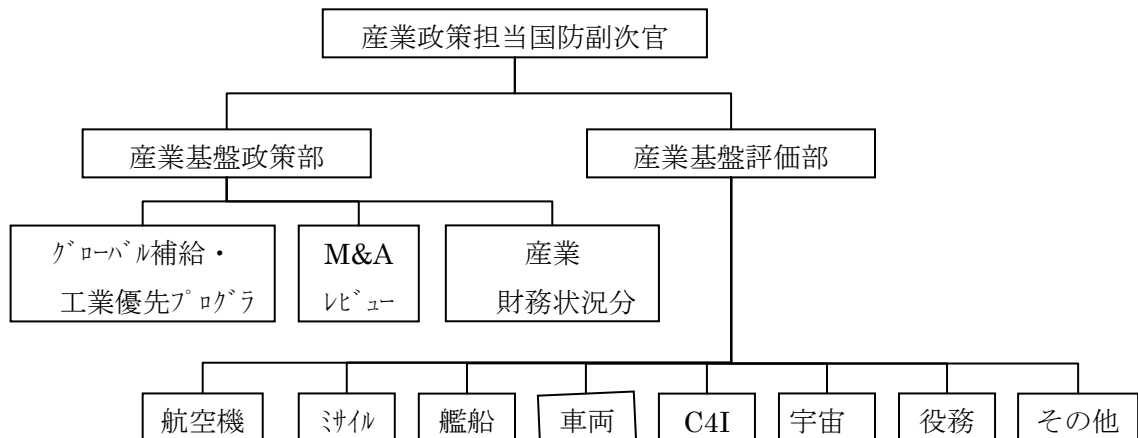 産業政策担当国防副次官
産業基盤政策部
産業基盤評価部
ｸﾞﾛｰﾊﾞﾙ補給・
工業優先ﾌﾟﾛｸﾞﾗ
M&A
ﾚﾋﾞｭｰ
産業
財務状況分
航空機
ﾐｻｲﾙ
艦船
車両
C4I
宇宙
役務
その他